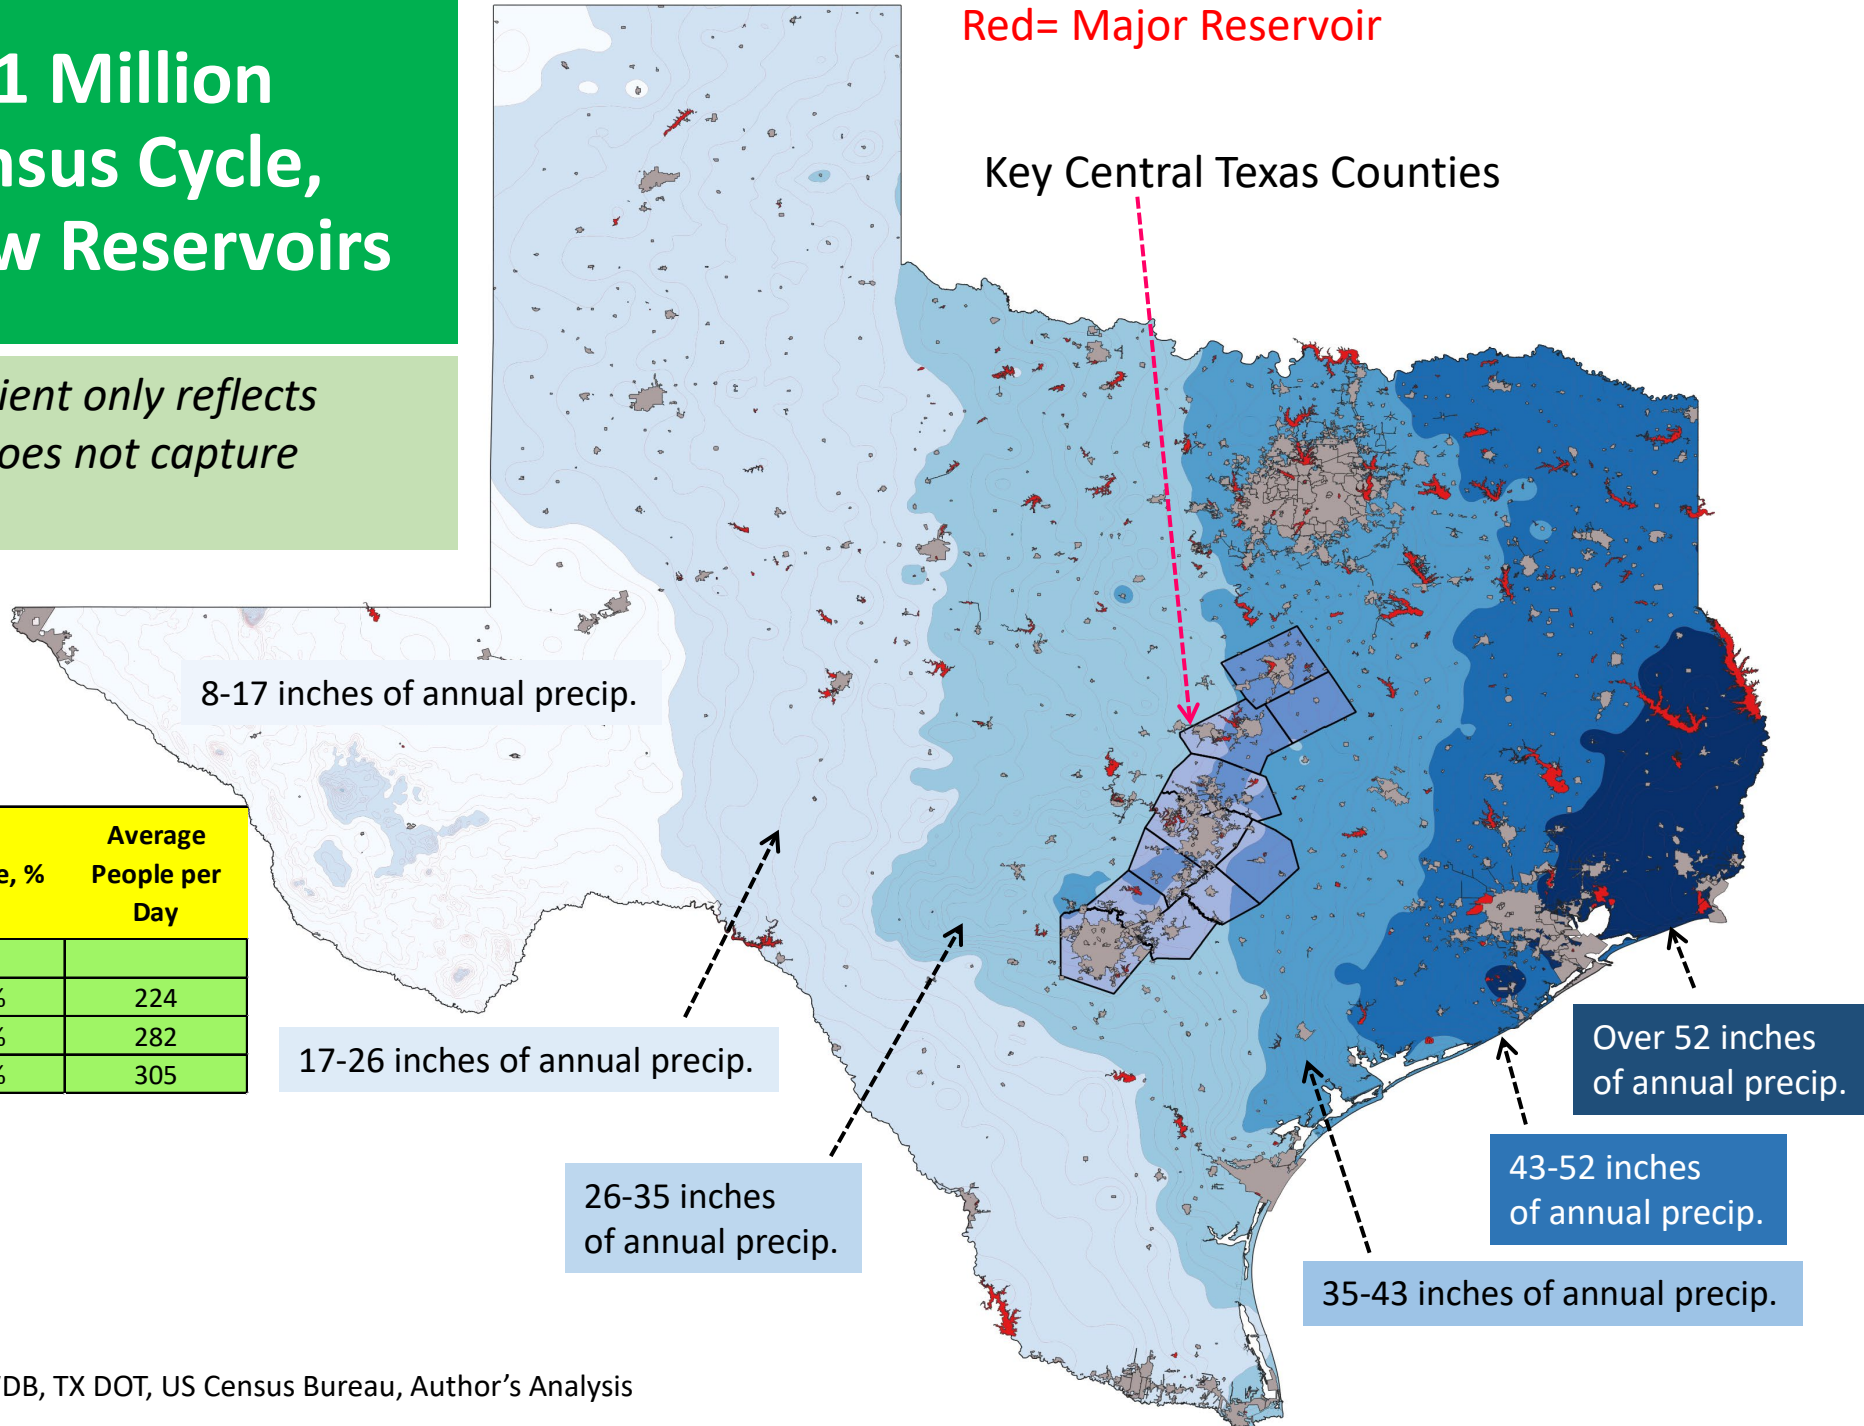 1 Million
nsus Cycle,
w Reservoirs
ient only reflects
oes not capture
Red= Major Reservoir
Key Central Texas Counties
8-17 inches of annual precip.
e, %
Average
People per
Day
%
224
%
282
%
305
17-26 inches of annual precip.
26-35 inches
of annual precip.
Over 52 inches
of annual precip.
43-52 inches
of annual precip.
35-43 inches of annual precip.
DB, TX DOT, US Census Bureau, Author's Analysis